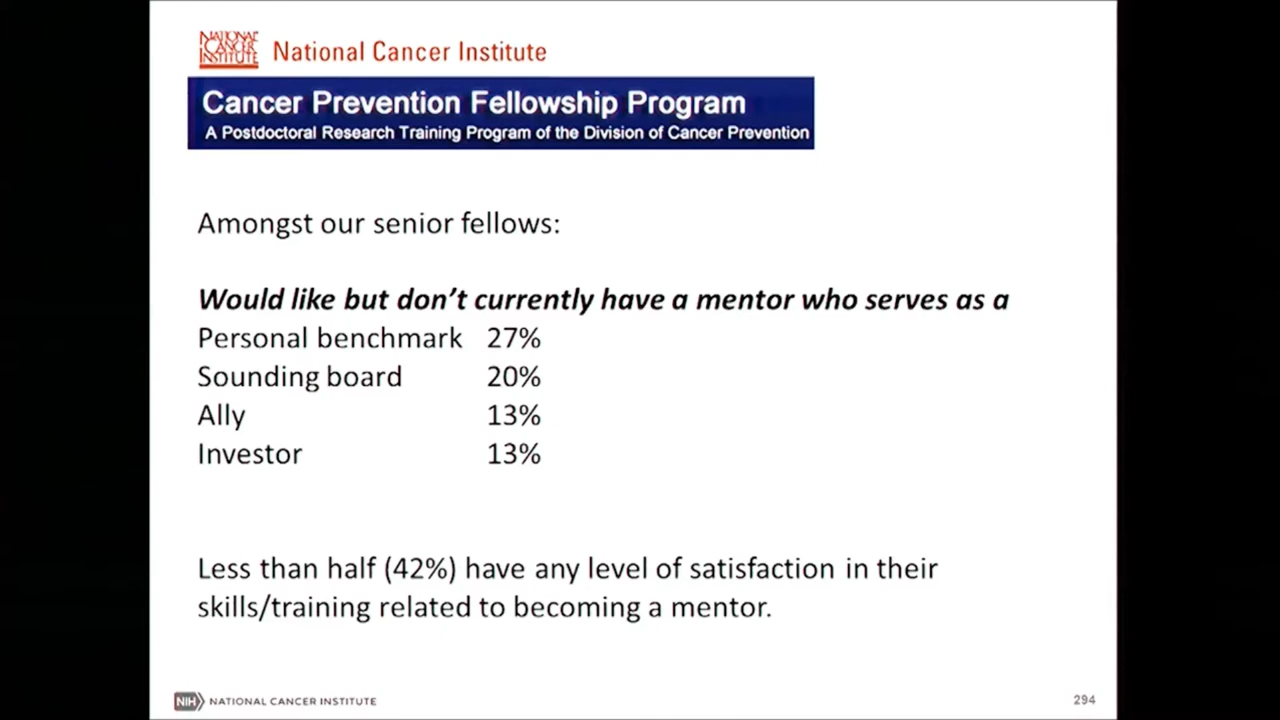 NATIONAL
CANCER
INSTITUTE
National Cancer Institute
Cancer Prevention Fellowship Program
A Postdoctoral Research Training Program of the Division of Cancer Prevention
Amongst our senior fellows:
Would like but don't currently have a mentor who serves as a
Personal benchmark 27%
Sounding board 20%
Ally 13%
Investor 13%
Less than half (42%) have any level of satisfaction in their
skills/training related to becoming a mentor.
NIH NATIONAL CANCER INSTITUTE
294